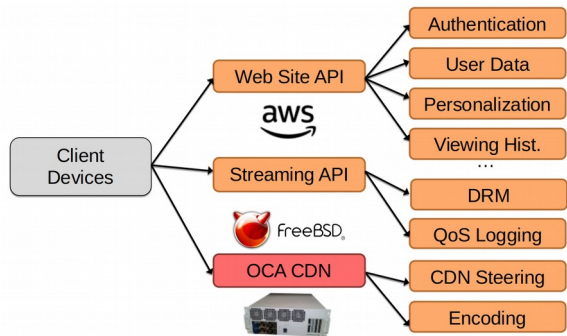 Authentication
User Data
Web Site API
Personalization
aws
Viewing Hist.
...
Client
Devices
Streaming API
DRM
FreeBSD®
QoS Logging
OCA CDN
CDN Steering
Encoding